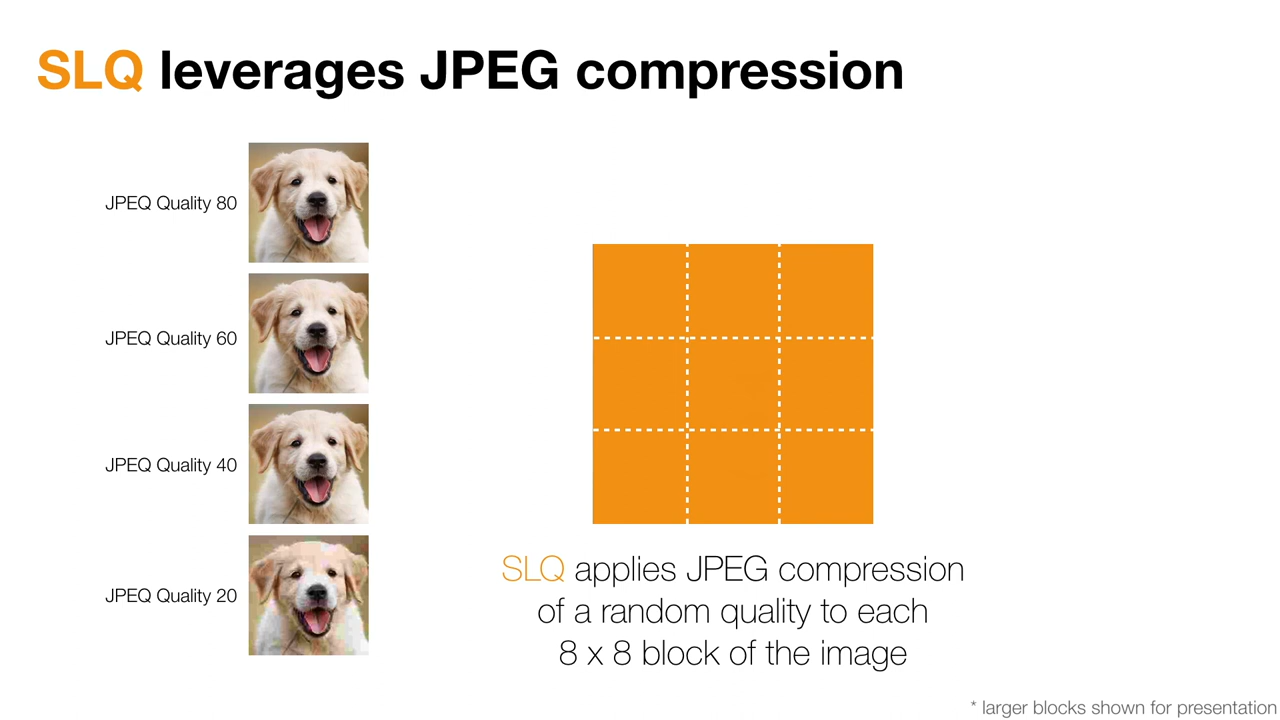 SLQ leverages JPEG compression
JPEQ Quality 80
JPEQ Quality 60
JPEQ Quality 40
JPEQ Quality 20
SLQ applies JPEG compression
of a random quality to each
8 x 8 block of the image
* larger blocks shown for presentation